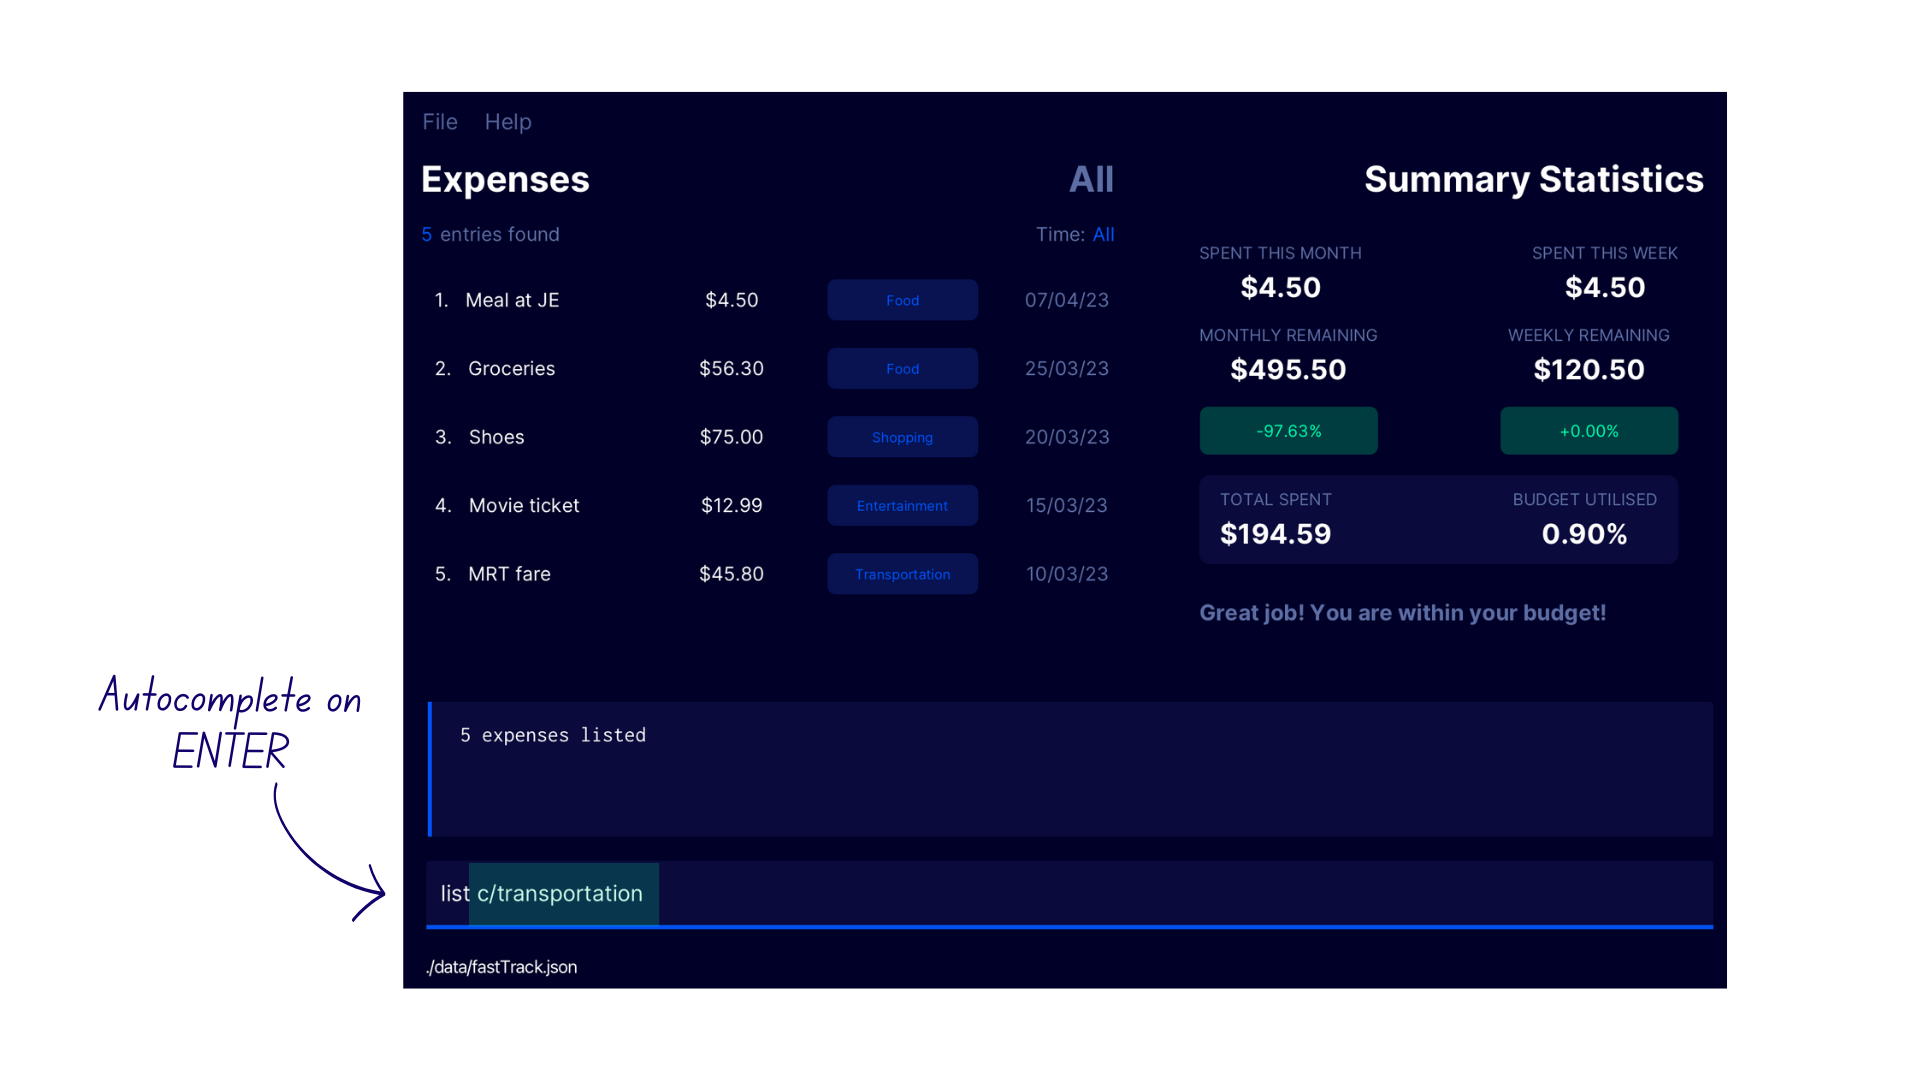 File Help
Expenses
All
5 entries found
Time: All
1. Meal at JE $4.50 Food 07/04/23
2. Groceries $56.30 Food 25/03/23
3. Shoes $75.00 Shopping 20/03/23
4. Movie ticket $12.99 Entertainment 15/03/23
5. MRT fare $45.80 Transportation 10/03/23
Summary Statistics
SPENT THIS MONTH
$4.50
SPENT THIS WEEK
$4.50
MONTHLY REMAINING
$495.50
WEEKLY REMAINING
$120.50
-97.63%
+0.00%
TOTAL SPENT
$194.59
BUDGET UTILISED
0.90%
Great job! You are within your budget!
Autocomplete on
ENTER
5 expenses listed
list c/transportation
./data/fastTrack.json